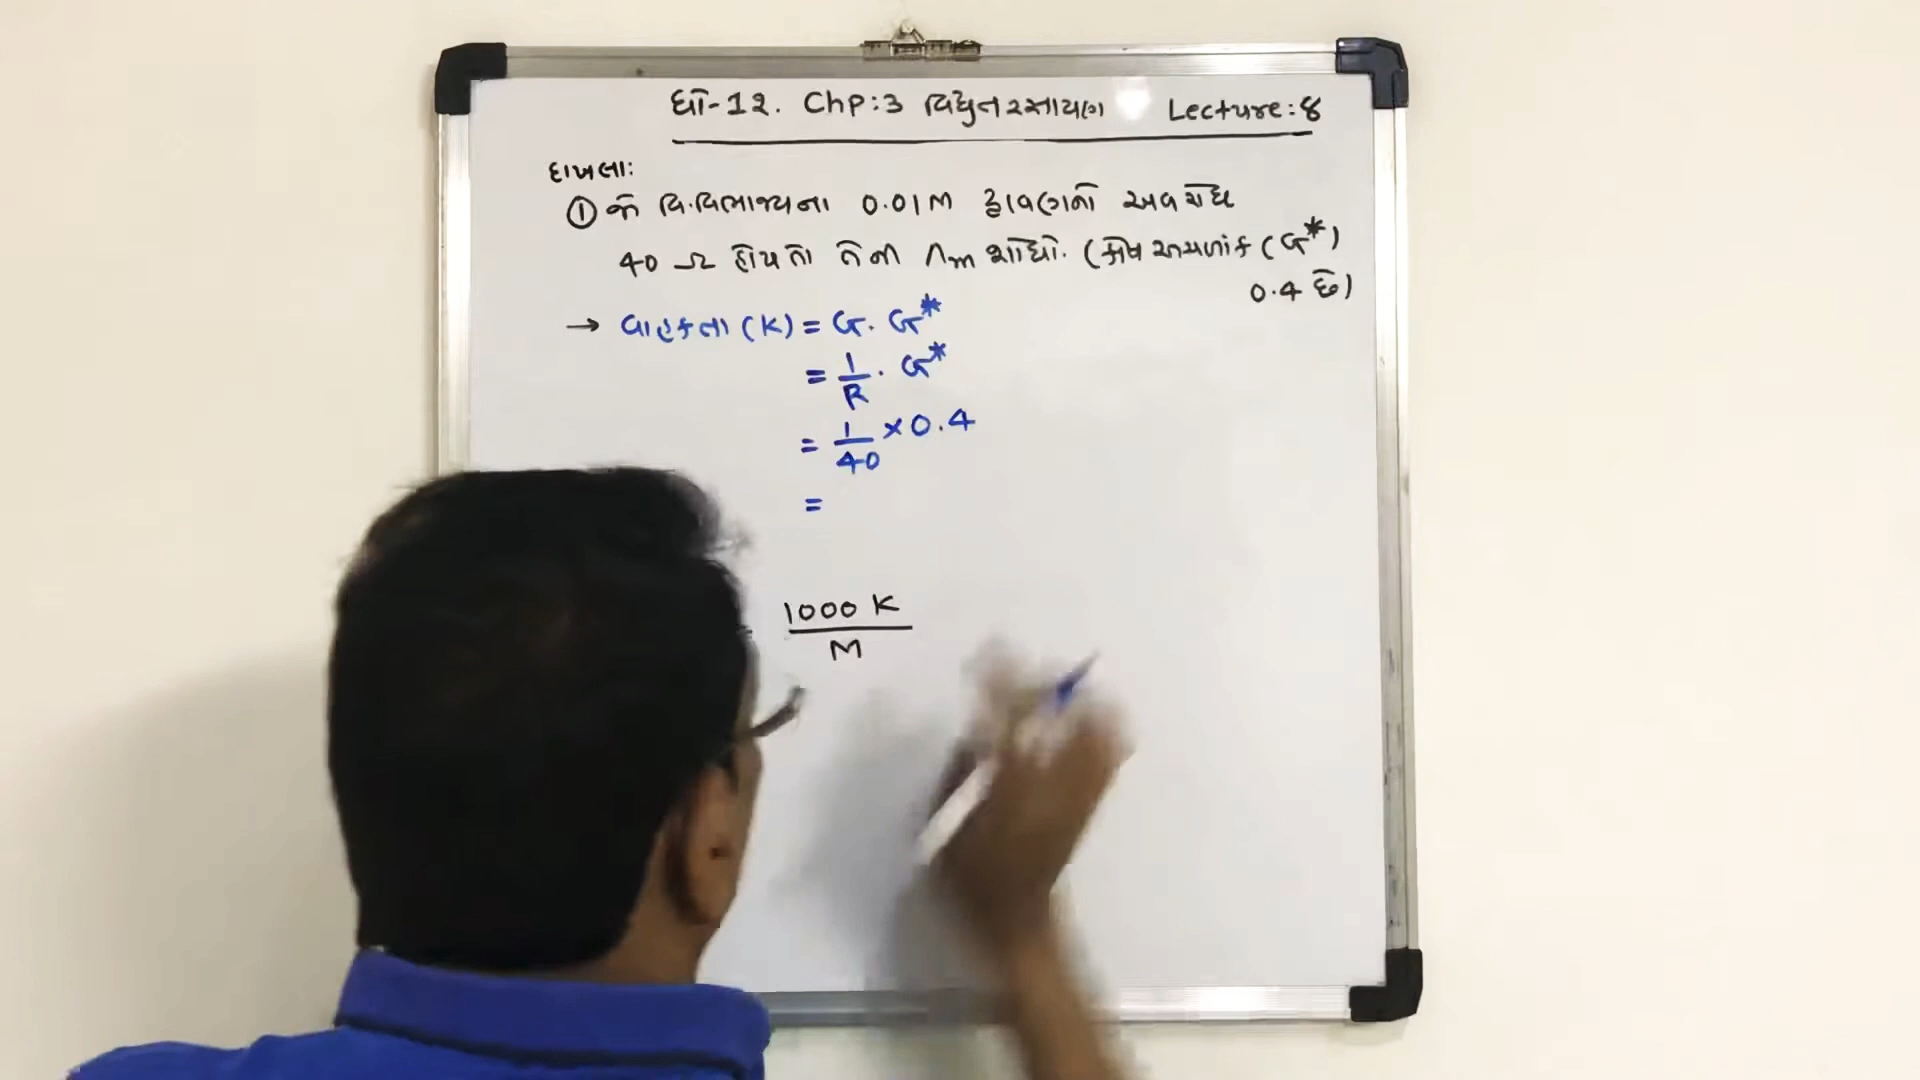 ધો-12. Chp:3 વિદ્યુતરસાયણ Lecture:8
દાખલા:
① જો વિ.વિભાજ્યના 0.01M દ્રાવણનો અવરોધ
40 Ω હોય તો તેની Λm શોધો. (કોષ અચળાંક (G*)
0.4 છે)
→ વાહકતા (K) = G. G*
= 1/R . G*
= 1/40 × 0.4
=
1000 K
M